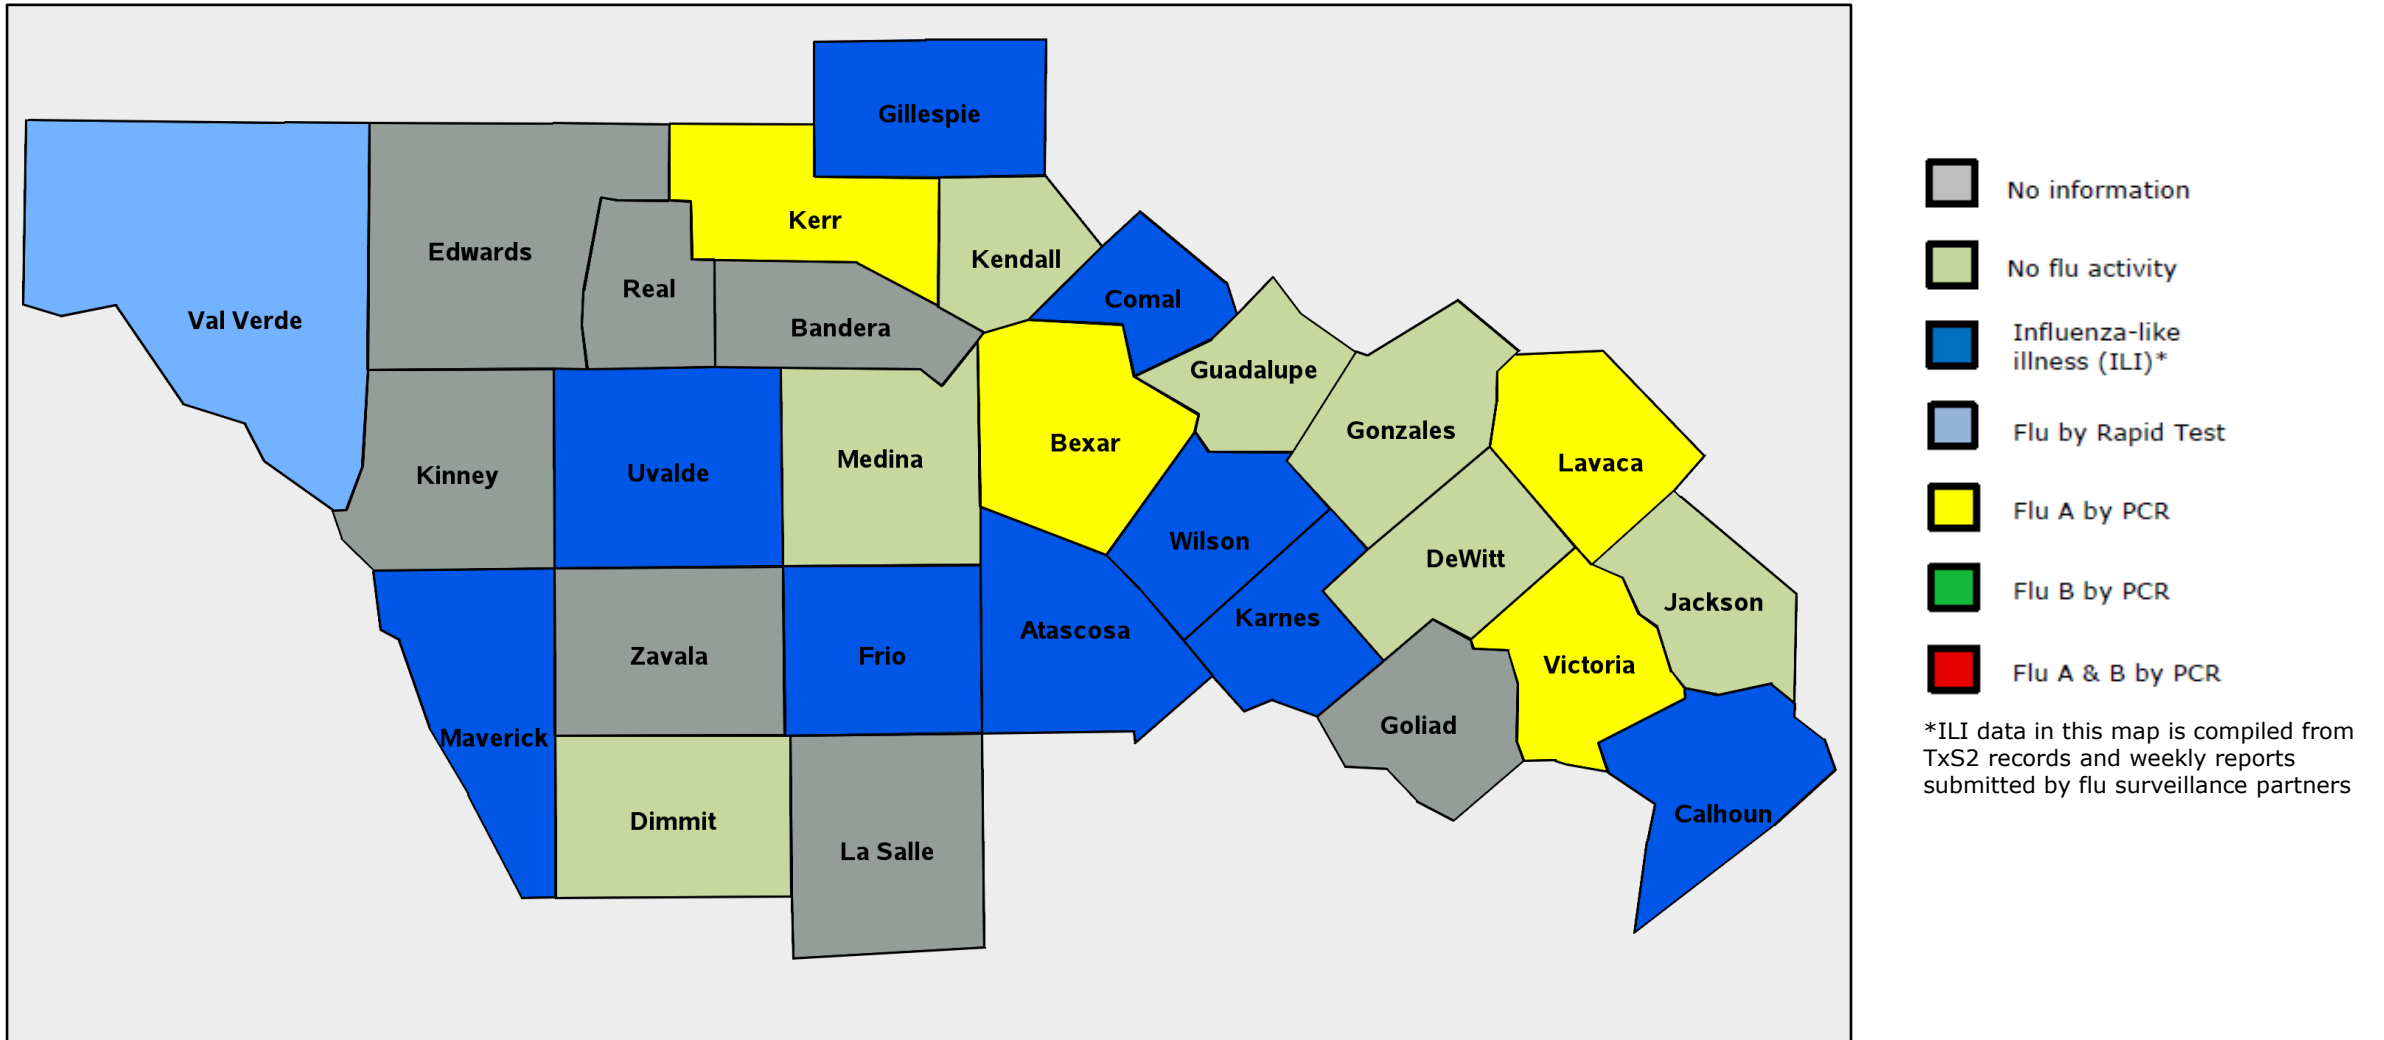 Gillespie
Kerr
Edwards
Kendall
Real
Comal
Val Verde
Bandera
Guadalupe
Gonzales
Bexar
Medina
Lavaca
Uvalde
Kinney
Wilson
DeWitt
Jackson
Karnes
Atascosa
Zavala
Frio
Victoria
Goliad
Maverick
Calhoun
Dimmit
La Salle
No information
No flu activity
Influenza-like
illness (ILI)*
Flu by Rapid Test
Flu A by PCR
Flu B by PCR
Flu A & B by PCR
*ILI data in this map is compiled from
TxS2 records and weekly reports
submitted by flu surveillance partners